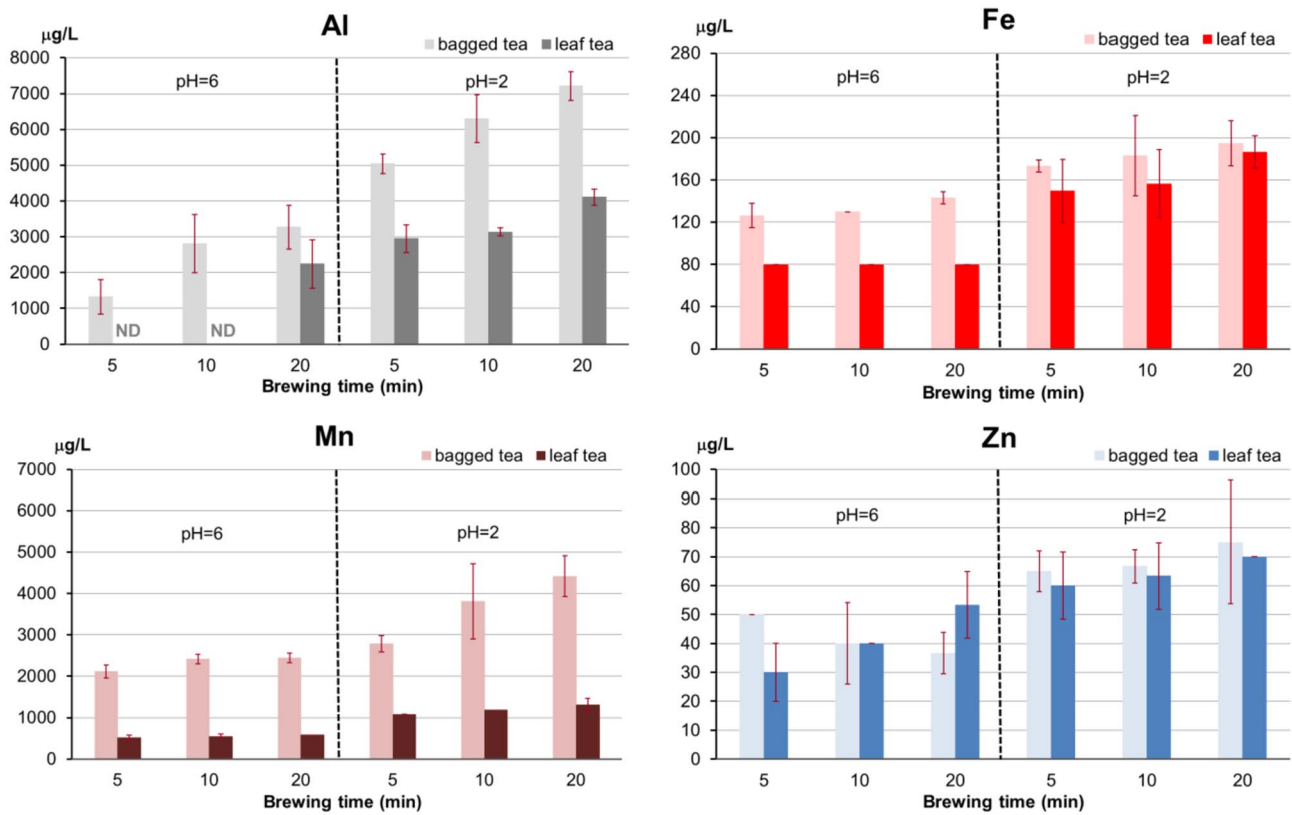 Al
μg/L
bagged tea leaf tea
8000
7000
6000
5000
4000
3000
2000
1000
0
pH=6 pH=2
ND ND
5 10 20 5 10 20
Brewing time (min)
Fe
μg/L
bagged tea leaf tea
280
240
200
160
120
80
40
0
pH=6 pH=2
5 10 20 5 10 20
Brewing time (min)
Mn
μg/L
bagged tea leaf tea
7000
6000
5000
4000
3000
2000
1000
0
pH=6 pH=2
5 10 20 5 10 20
Brewing time (min)
Zn
μg/L
bagged tea leaf tea
100
90
80
70
60
50
40
30
20
10
0
pH=6 pH=2
5 10 20 5 10 20
Brewing time (min)